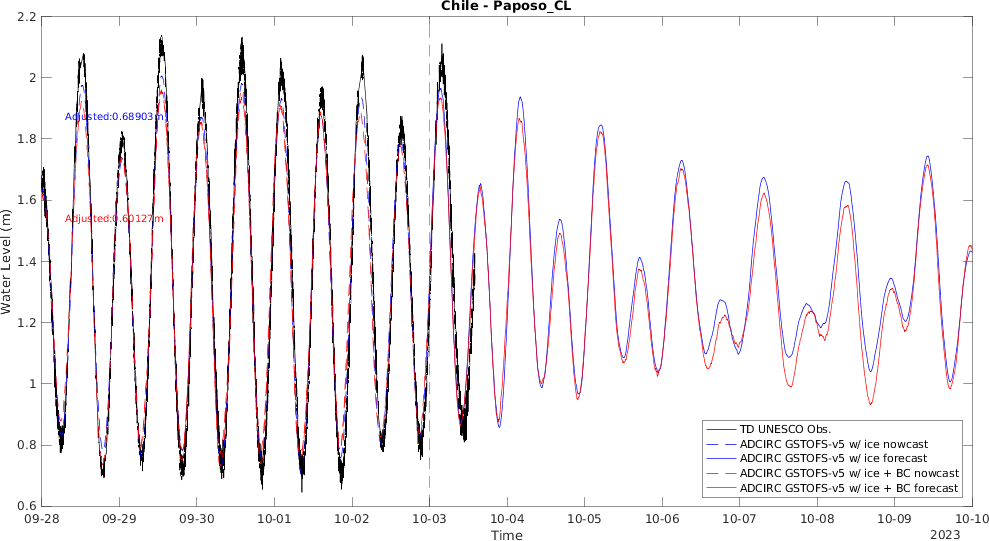 Chile - Paposo_CL
2.2
2
1.8
1.6
1.4
1.2
1
0.8
0.6
Water Level (m)
Adjusted:0.68903m
Adjusted:0.60127m
TD UNESCO Obs.
ADCIRC GSTOFS-v5 w/ ice nowcast
ADCIRC GSTOFS-v5 w/ ice forecast
ADCIRC GSTOFS-v5 w/ ice + BC nowcast
ADCIRC GSTOFS-v5 w/ ice + BC forecast
09-28 09-29 09-30 10-01 10-02 10-03 10-04 10-05 10-06 10-07 10-08 10-09 10-10
Time
2023